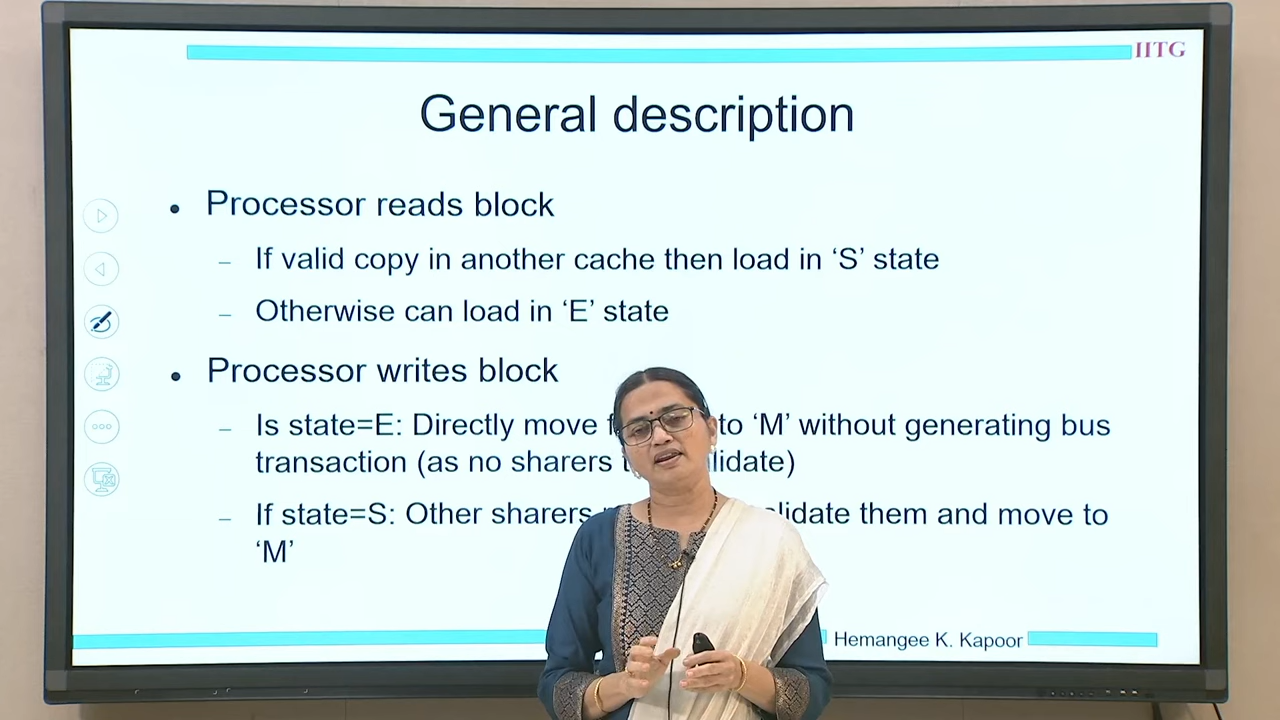 IITG
General description
• Processor reads block
– If valid copy in another cache then load in ‘S’ state
– Otherwise can load in ‘E’ state
• Processor writes block
– Is state=E: Directly move to ‘M’ without generating bus
transaction (as no sharers
– If state=S: Other sharers them and move to
‘M’
Hemangee K. Kapoor